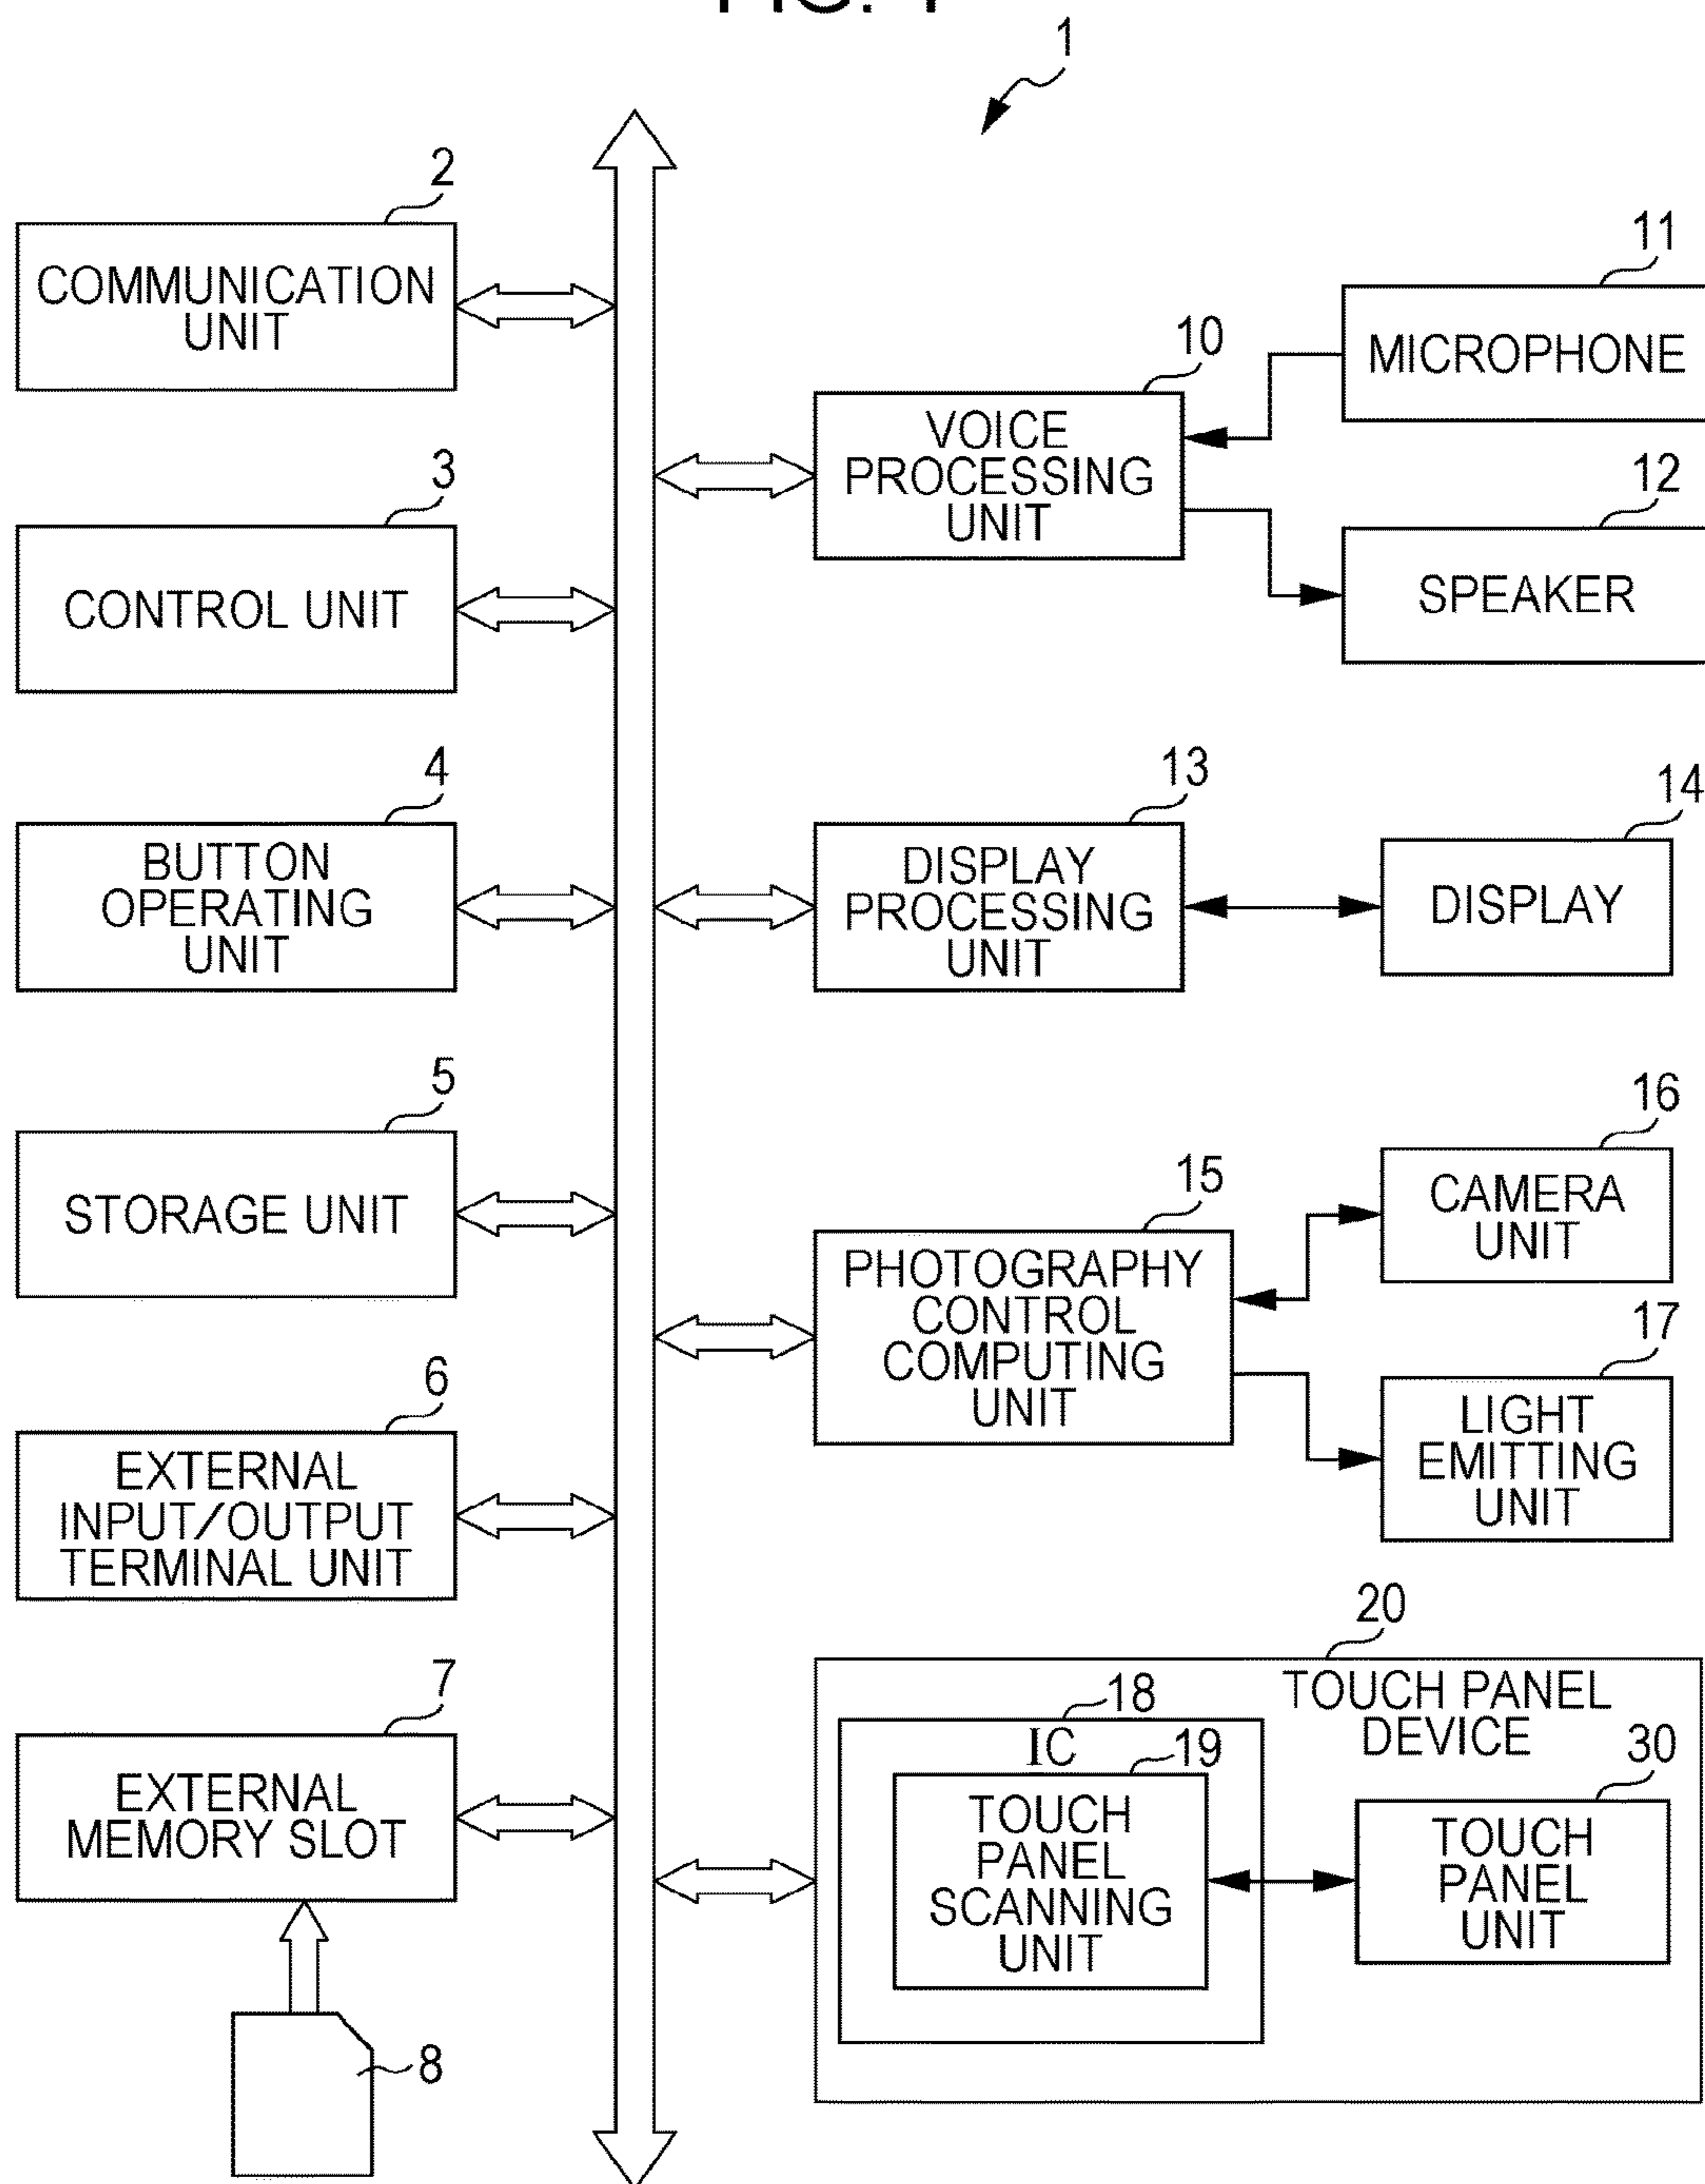 1
2
COMMUNICATION
UNIT
3
CONTROL UNIT
4
BUTTON
OPERATING
UNIT
5
STORAGE UNIT
6
EXTERNAL
INPUT/OUTPUT
TERMINAL UNIT
7
EXTERNAL
MEMORY SLOT
8
10
VOICE
PROCESSING
UNIT
11
MICROPHONE
12
SPEAKER
13
DISPLAY
PROCESSING
UNIT
14
DISPLAY
15
PHOTOGRAPHY
CONTROL
COMPUTING
UNIT
16
CAMERA
UNIT
17
LIGHT
EMITTING
UNIT
20
TOUCH PANEL
DEVICE
18
IC
19
TOUCH
PANEL
SCANNING
UNIT
30
TOUCH
PANEL
UNIT